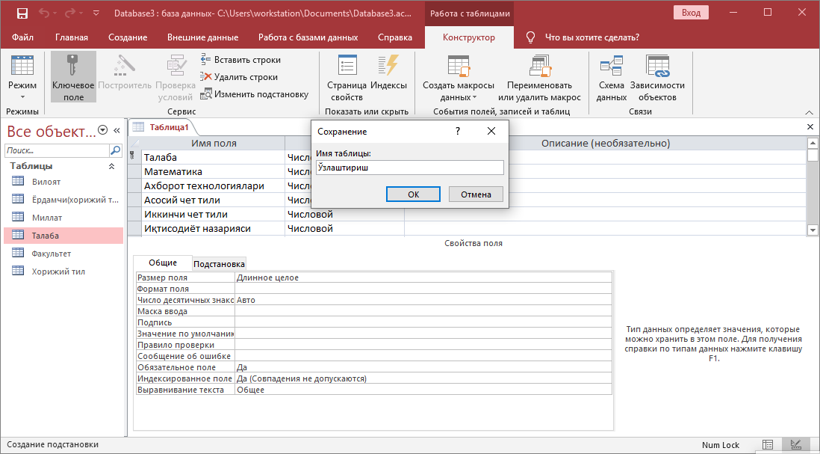 Database3 : база данных- C:\Users\workstation\Documents\Database3.ac...
Работа с таблицами
Вход
Файл
Главная
Создание
Внешние данные
Работа с базами данных
Справка
Конструктор
Что вы хотите сделать?
Режим
Ключевое поле
Построитель
Проверка условий
Вставить строки
Удалить строки
Изменить подстановку
Страница свойств
Индексы
Создать макросы данных
Переименовать или удалить макрос
Схема данных
Зависимости объектов
Режимы
Сервис
Показать или скрыть
События полей, записей и таблиц
Связи
Все объект...
Поиск...
Таблицы
Вилоят
Ёрдамчи(хорижий т...
Миллат
Талаба
Факультет
Хорижий тил
Таблица1
Имя поля
Описание (необязательно)
Талаба Число
Математика Число
Ахборот технологиялари Число
Асосий чет тили Число
Иккинчи чет тили Числовой
Иқтисодиёт назарияси Числовой
Сохранение
?
Имя таблицы:
Ўзлаштириш
ОК
Отмена
Свойства поля
Общие
Подстановка
Размер поля Длинное целое
Формат поля
Число десятичных знако Авто
Маска ввода
Подпись
Значение по умолчани
Правило проверки
Сообщение об ошибке
Обязательное поле Да
Индексированное поле Да (Совпадения не допускаются)
Выравнивание текста Общее
Тип данных определяет значения, которые
можно хранить в этом поле. Для получения
справки по типам данных нажмите клавишу
F1.
Создание подстановки
Num Lock